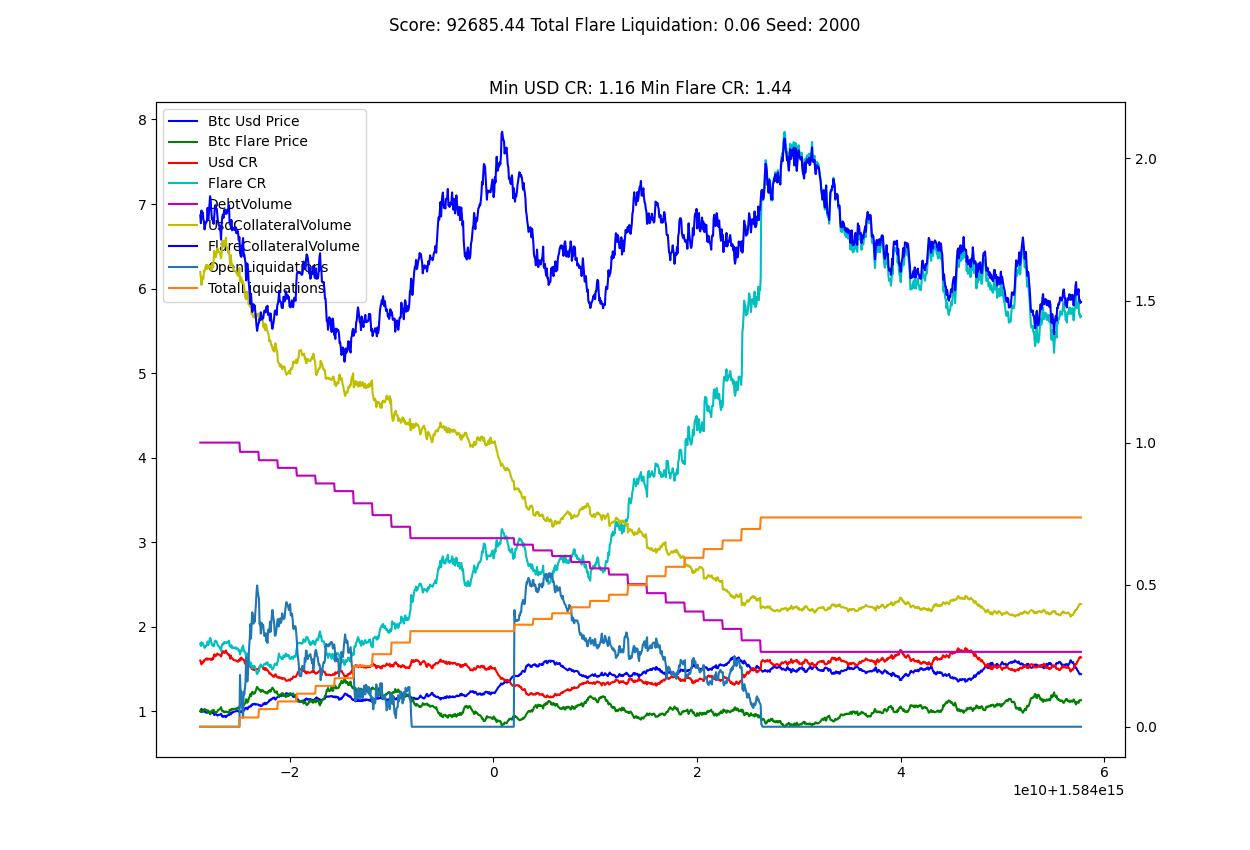 Score: 92685.44 Total Flare Liquidation: 0.06 Seed: 2000
Min USD CR: 1.16 Min Flare CR: 1.44
Btc Usd Price
Btc Flare Price
Usd CR
Flare CR
DebtVolume
UsdCollateralVolume
FlareCollateralVolume
OpenLiquidations
TotalLiquidations
8
7
6
5
4
3
2
1
2.0
1.5
1.0
0.5
0.0
−2
0
2
4
6
1e10+1.584e15